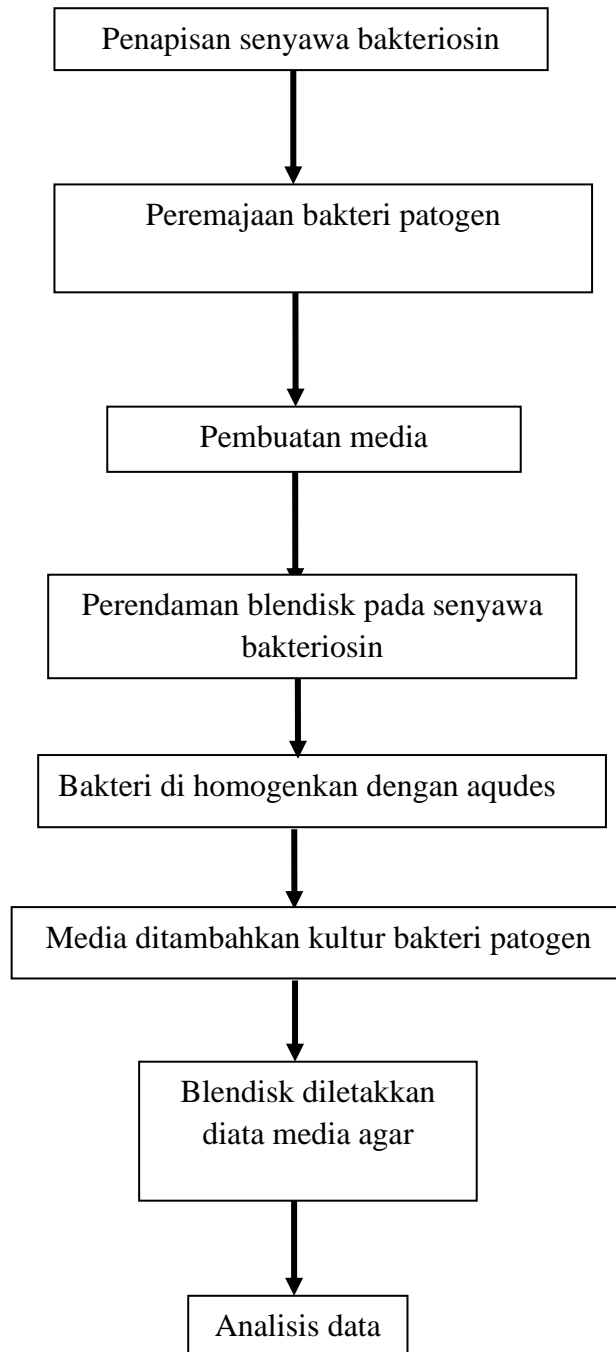 Penapisan senyawa bakteriosin
Peremajaan bakteri patogen
Pembuatan media
Perendaman blendisk pada senyawa
bakteriosin
Bakteri di homogenkan dengan aqudes
Media ditambahkan kultur bakteri patogen
Blendisk diletakkan
diata media agar
Analisis data